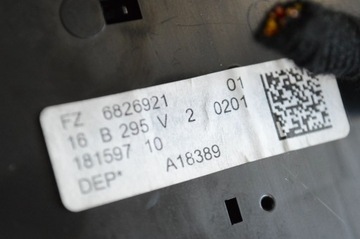 FZ 6826921 01
16 B 295 V 2 0201
181597 10
DEP* A18389